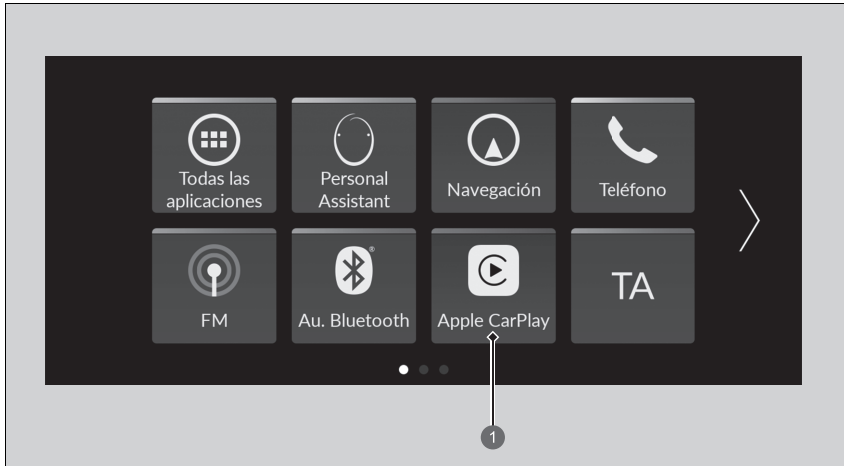 Todas las
aplicaciones
Personal
Assistant
Navegación
Teléfono
FM
Au. Bluetooth
®
Apple CarPlay
TA
1